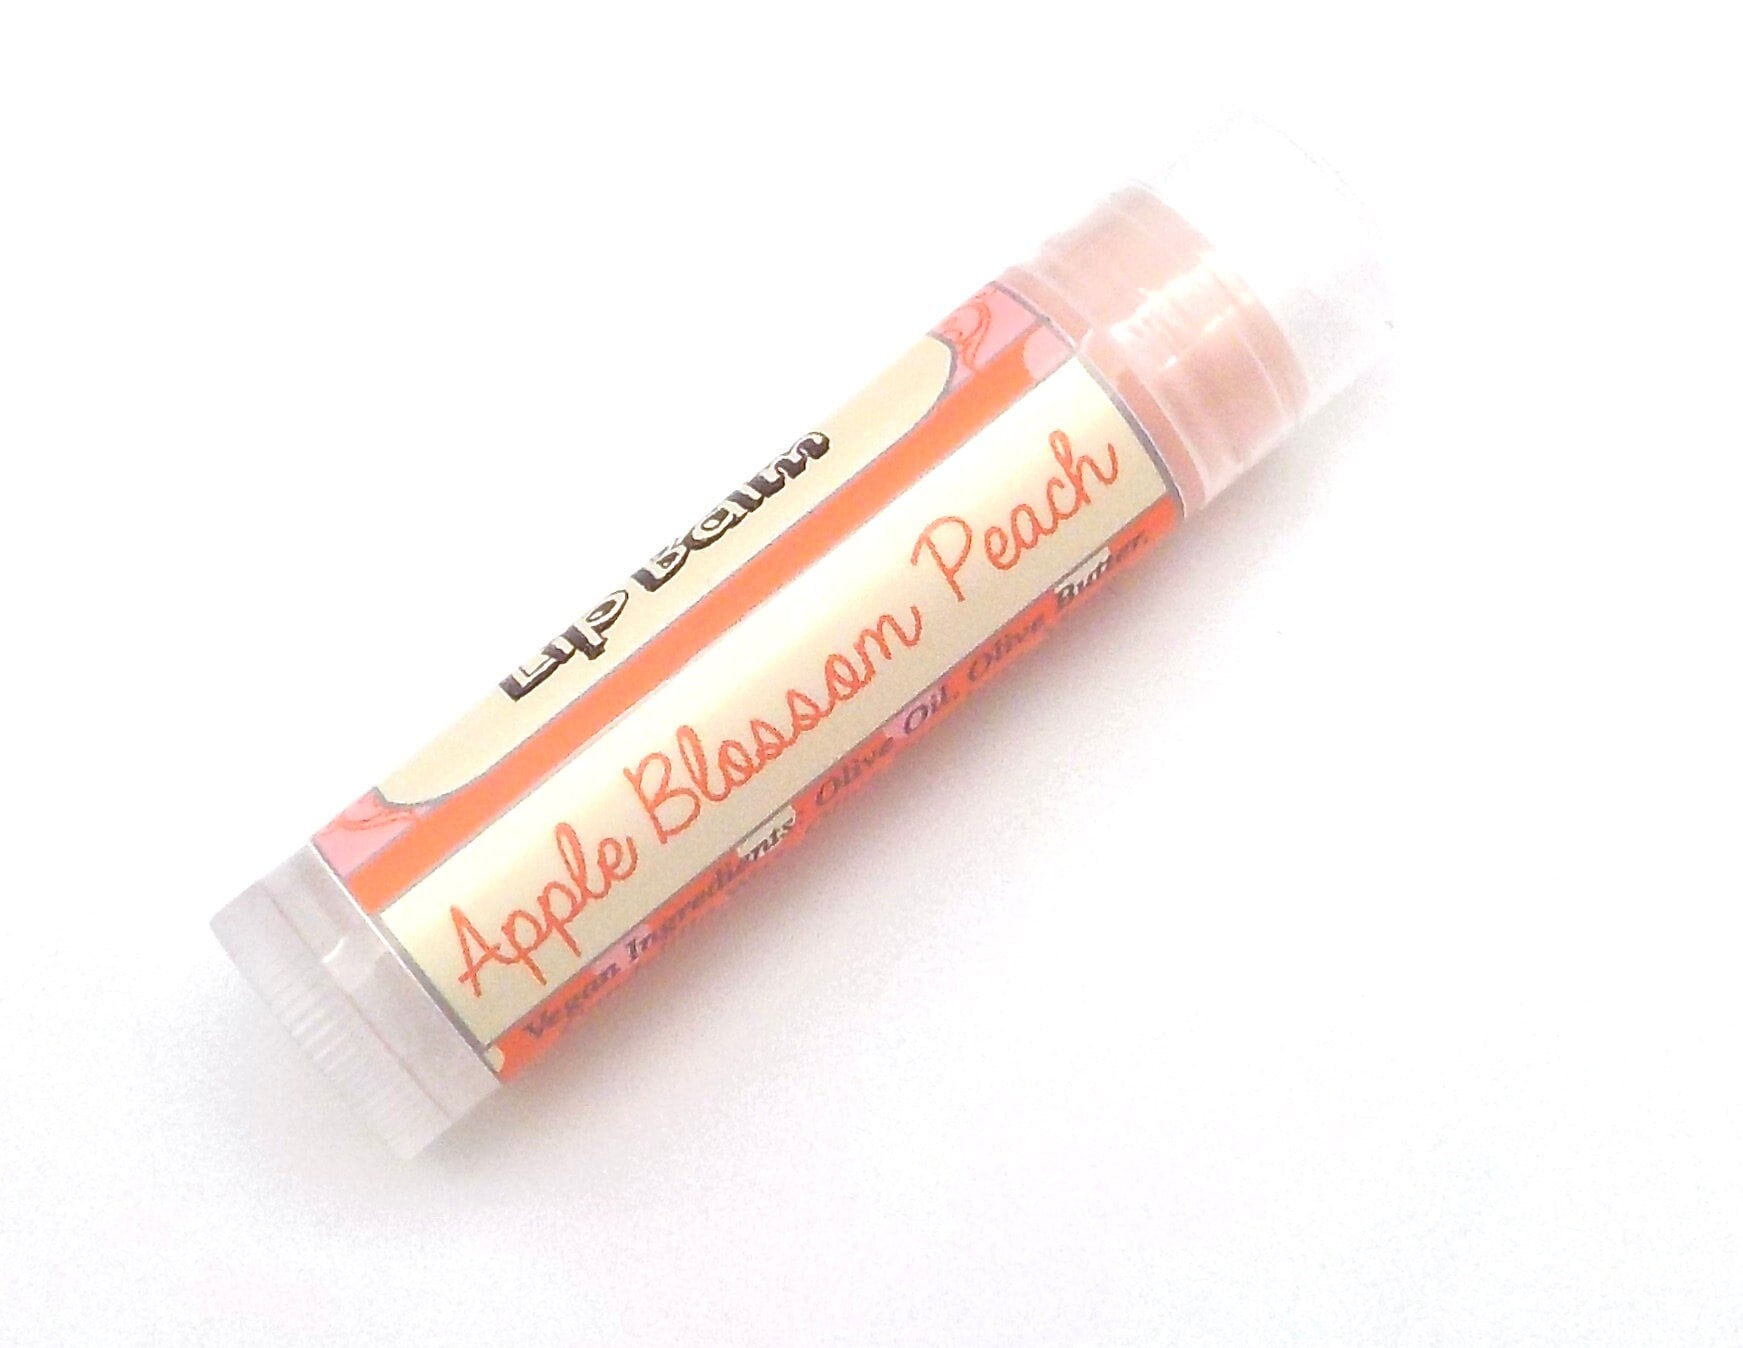 Lip Balm
Apple Blossom Peach
Vegan Ingredients: Olive Oil, Olive Butter,